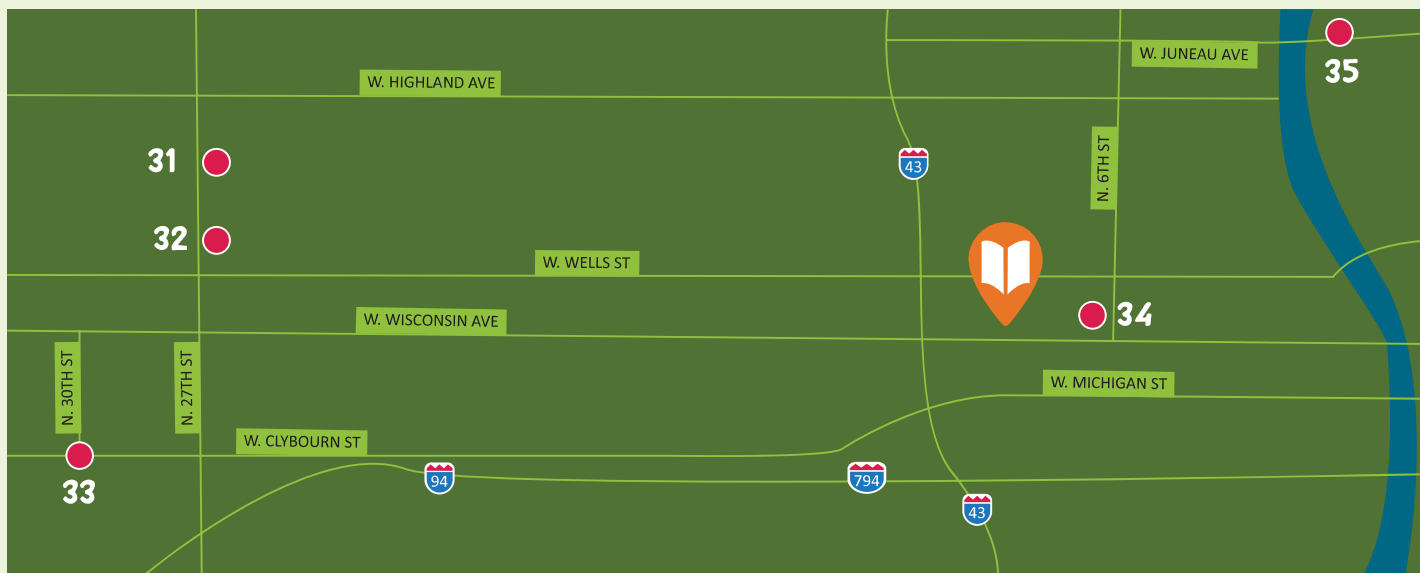 W. JUNEAU AVE
35
W. HIGHLAND AVE
31
43
N. 6TH ST
32
W. WELLS ST
34
W. WISCONSIN AVE
N. 30TH ST
N. 27TH ST
W. MICHIGAN ST
W. CLYBOURN ST
94
794
33
43